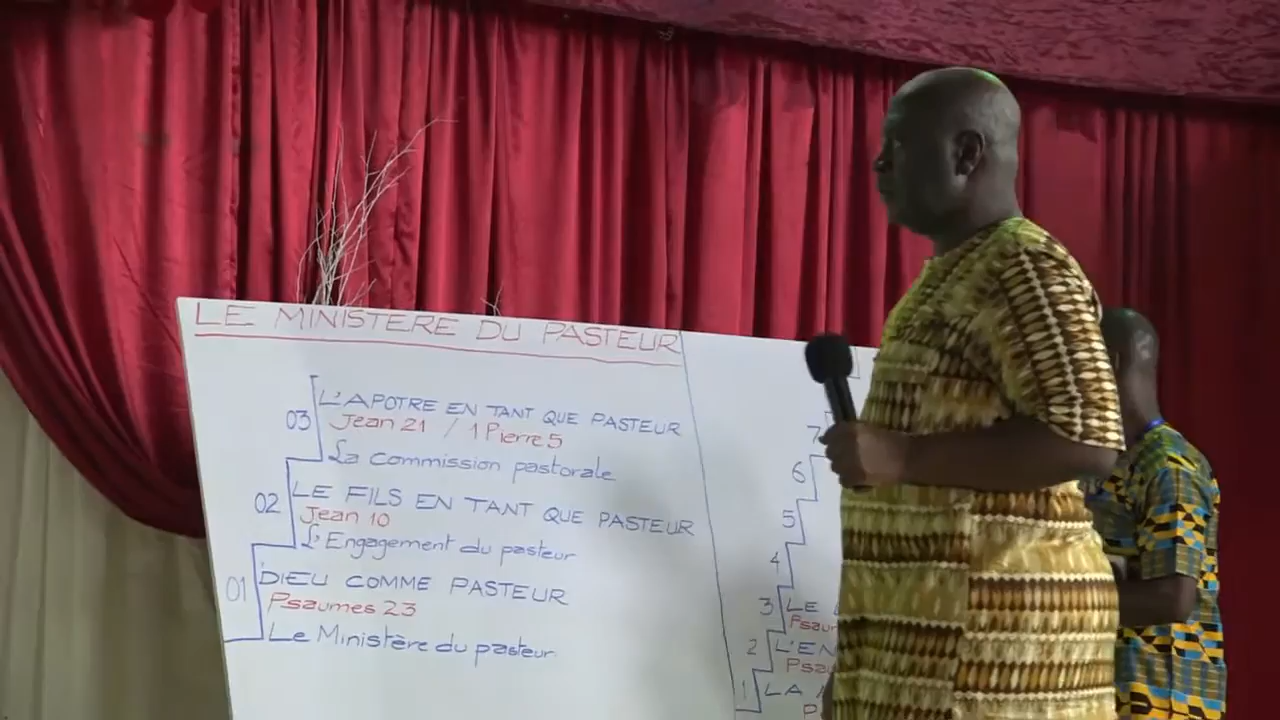 LE MINISTERE DU PASTEUR
03
L'APOTRE EN TANT QUE PASTEUR
Jean 21 / 1 Pierre 5
La Commission pastorale
02
LE FILS EN TANT QUE PASTEUR
Jean 10
L'Engagement du pasteur
01
DIEU COMME PASTEUR
Psaumes 23
Le Ministère du pasteur
7
6
5
4
3
LE
2
1
LA